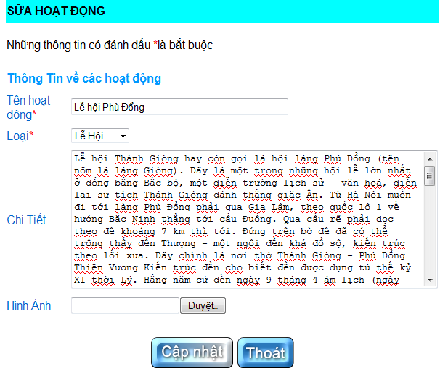 SỬA HOẠT ĐỘNG
Những thông tin có đánh dấu *là bắt buộc
Thông Tin về các hoạt động
Tên hoạt động*
Lễ hội Phù Đổng
Loại*
Lễ Hội
Chi Tiết
Lễ hội Thánh Gióng hay còn gọi là hội làng Phù Đổng (tên
nôm là làng Gióng). Đây là một trong những hội lễ lớn nhất
ở đồng bằng Bắc bộ, một diễn trường lịch sử - văn hoá, diễn
lại sự tích Thánh Gióng đánh thắng giặc Ân. Từ Hà Nội muốn
đi tới làng Phù Đổng phải qua Gia Lâm, theo quốc lộ 1 về
hướng Bắc Ninh thẳng tới cầu Đuống. Qua cầu rẽ phải dọc
theo đê khoảng 7 km thì tới. Đứng trên bờ đê đã có thể
trông thấy đền Thượng - một ngôi đền khá đồ sộ, kiến trúc
theo lối xưa. Đây chính là nơi thờ Thánh Gióng - Phù Đổng
Thiên Vương Kiến trúc đền cho biết đền được dựng từ thế kỷ
XI thời Lý. Hằng năm cứ đến ngày 9 tháng 4 âm lịch (ngày
Hình Ảnh
Duyệt...
Cập nhật
Thoát